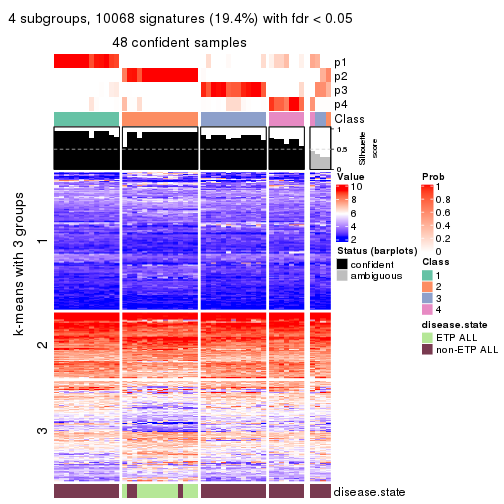 4 subgroups, 10068 signatures (19.4%) with fdr < 0.05
48 confident samples
p1
p2
p3
p4
Class
1
0.5
0
Silhouette
score
k-means with 3 groups
1
2
3
disease.state
Value
10
8
6
4
2
Status (barplots)
confident
ambiguous
Prob
1
0.8
0.6
0.4
0.2
0
Class
1
2
3
4
disease.state
ETP ALL
non-ETP ALL